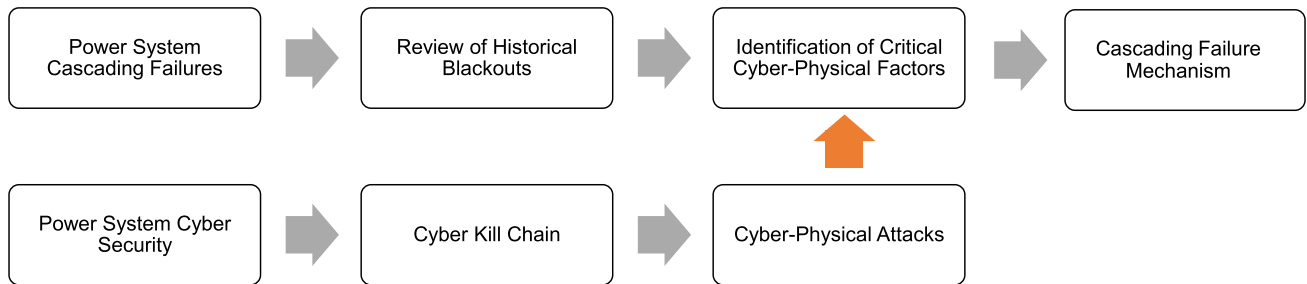 Power System
Cascading Failures
Review of Historical
Blackouts
Identification of Critical
Cyber-Physical Factors
Cascading Failure
Mechanism
Power System Cyber
Security
Cyber Kill Chain
Cyber-Physical Attacks